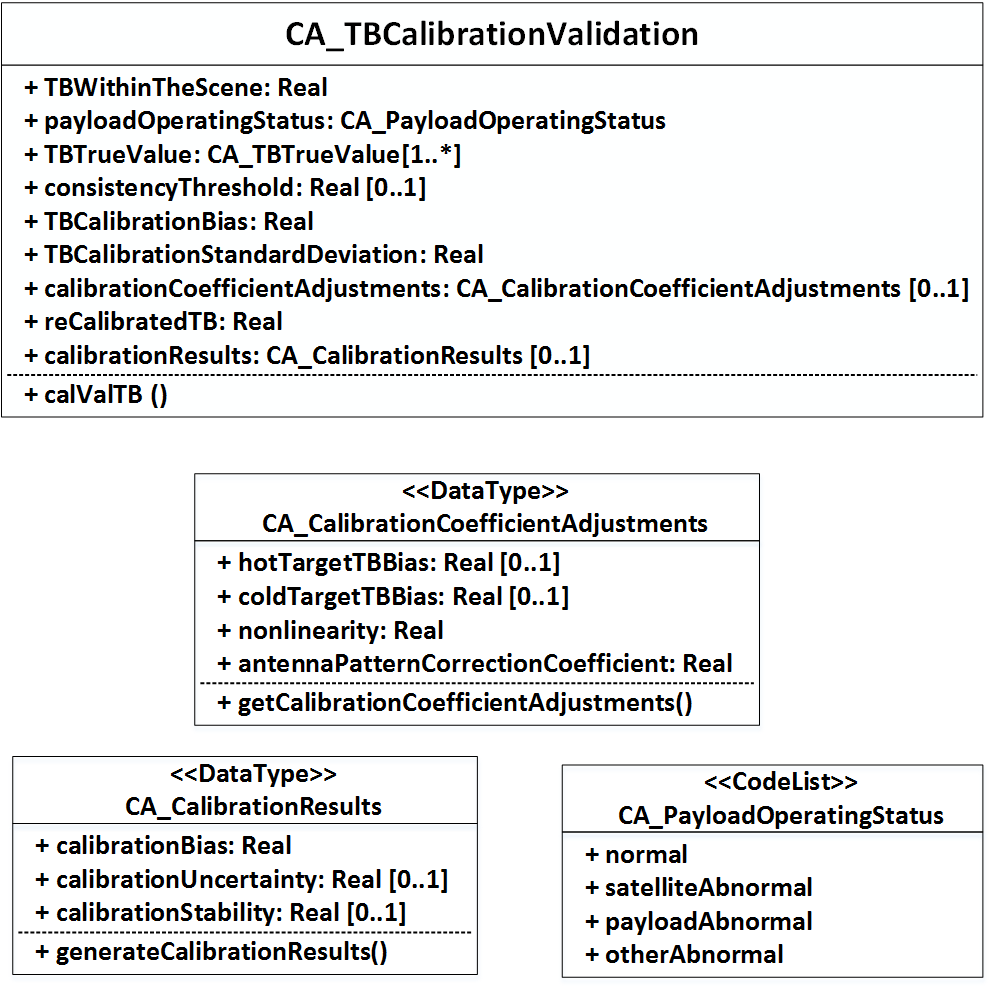 CA_TBCalibrationValidation
+ TBWithinTheScene: Real
+ payloadOperatingStatus: CA_PayloadOperatingStatus
+ TBTrueValue: CA_TBTrueValue[1..*]
+ consistencyThreshold: Real [0..1]
+ TBCalibrationBias: Real
+ TBCalibrationStandardDeviation: Real
+ calibrationCoefficientAdjustments: CA_CalibrationCoefficientAdjustments [0..1]
+ reCalibratedTB: Real
+ calibrationResults: CA_CalibrationResults [0..1]
+ calValTB ()
<<DataType>>
CA_CalibrationCoefficientAdjustments
+ hotTargetTBBias: Real [0..1]
+ coldTargetTBBias: Real [0..1]
+ nonlinearity: Real
+ antennaPatternCorrectionCoefficient: Real
+ getCalibrationCoefficientAdjustments()
<<DataType>>
CA_CalibrationResults
+ calibrationBias: Real
+ calibrationUncertainty: Real [0..1]
+ calibrationStability: Real [0..1]
+ generateCalibrationResults()
<<CodeList>>
CA_PayloadOperatingStatus
+ normal
+ satelliteAbnormal
+ payloadAbnormal
+ otherAbnormal